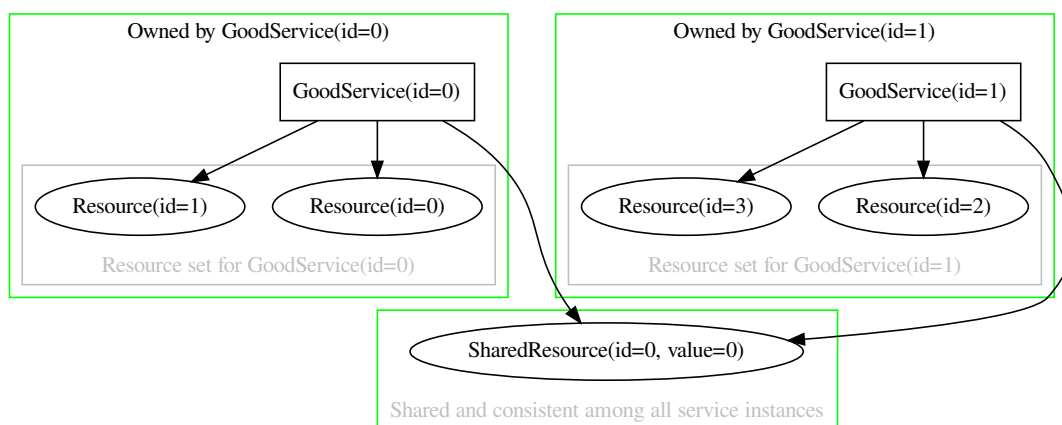 Owned by GoodService(id=0)
Owned by GoodService(id=1)
GoodService(id=0)
GoodService(id=1)
Resource(id=1)
Resource(id=0)
Resource(id=3)
Resource(id=2)
Resource set for GoodService(id=0)
Resource set for GoodService(id=1)
SharedResource(id=0, value=0)
Shared and consistent among all service instances